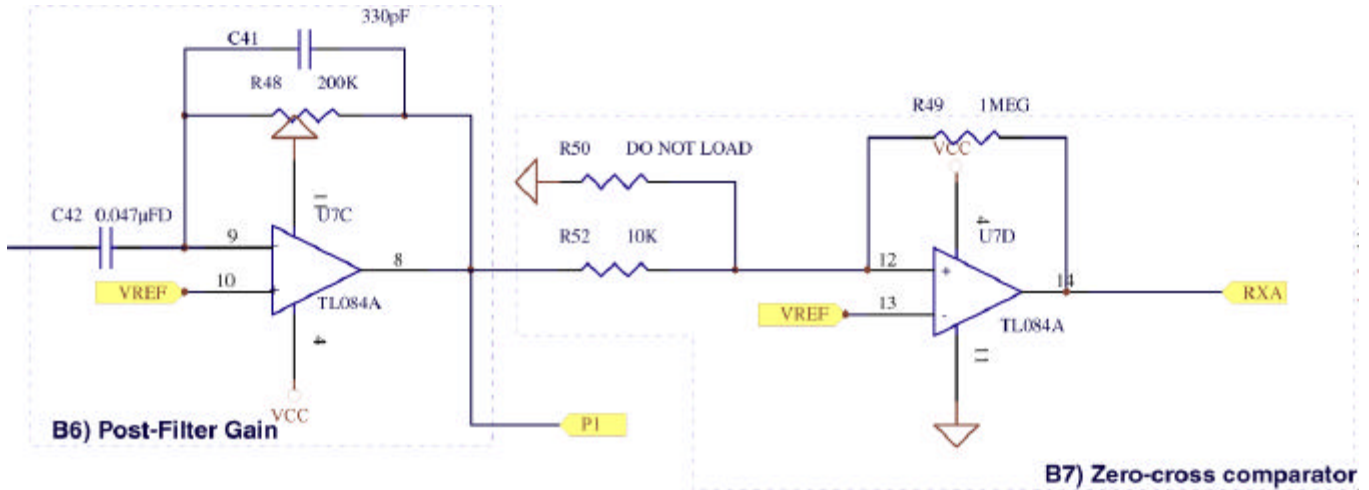 330pF
C41
R48 200K
R49 1MEG
VCC
R50 DO NOT LOAD
11
U7C
C42 0.047µFD
9
-
8
R52 10K
4
U7D
12
+
VREF
10
+
TL084A
14
RXA
VREF
13
-
TL084A
4
11
VCC
P1
B6) Post-Filter Gain
B7) Zero-cross comparator